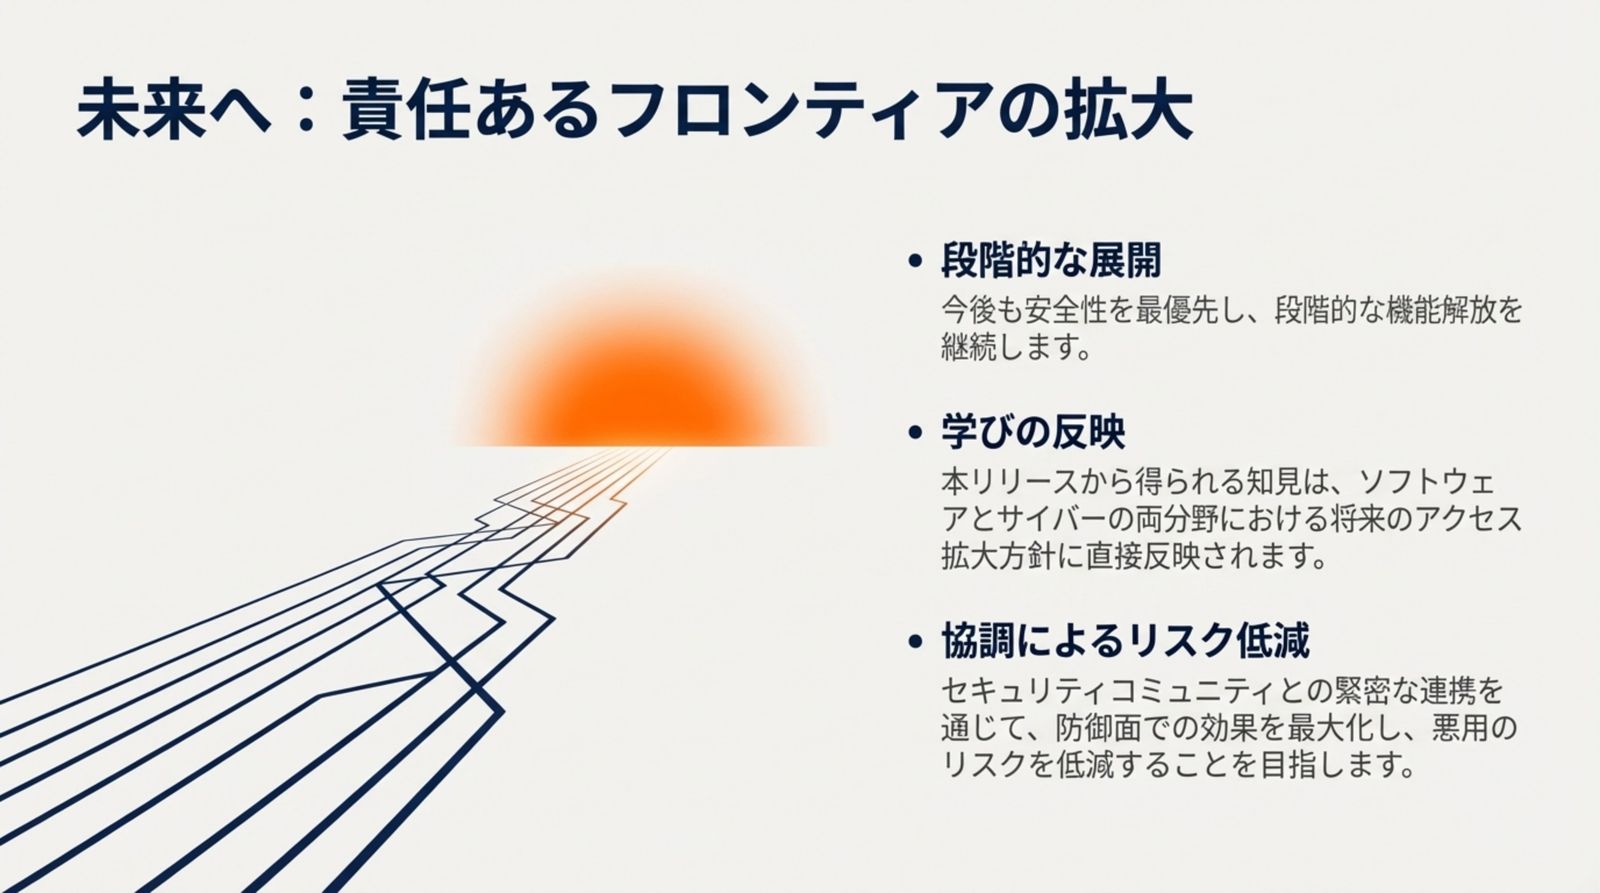 未来へ：責任あるフロンティアの拡大
• 段階的な展開
今後も安全性を最優先し、段階的な機能解放を
継続します。
• 学びの反映
本リリースから得られる知見は、ソフトウェ
アとサイバーの両分野における将来のアクセス
拡大方針に直接反映されます。
• 協調によるリスク低減
セキュリティコミュニティとの緊密な連携を
通じて、防御面での効果を最大化し、悪用の
リスクを低減することを目指します。